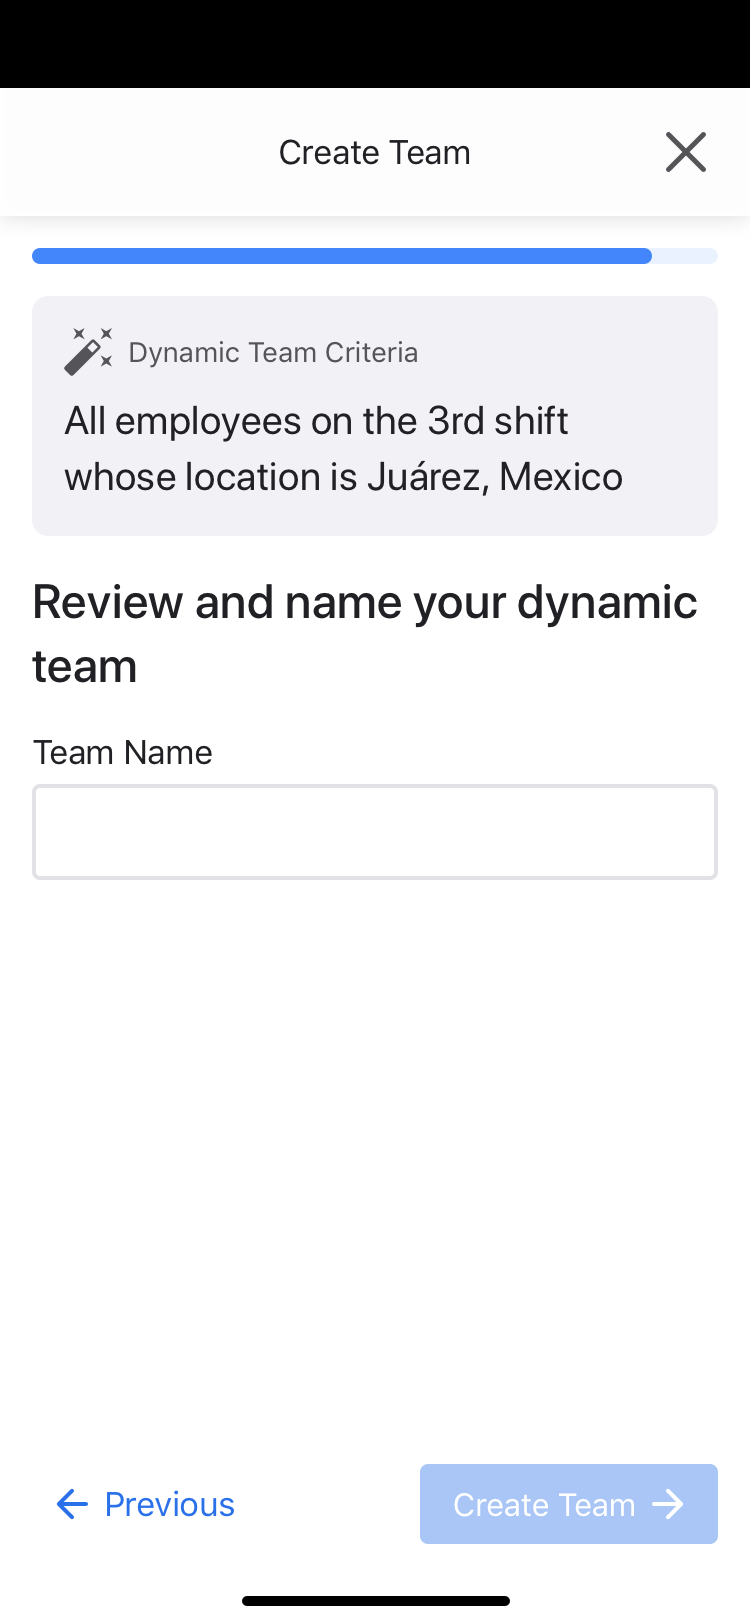 Create Team
Dynamic Team Criteria
All employees on the 3rd shift
whose location is Juárez, Mexico
Review and name your dynamic
team
Team Name
Previous
Create Team